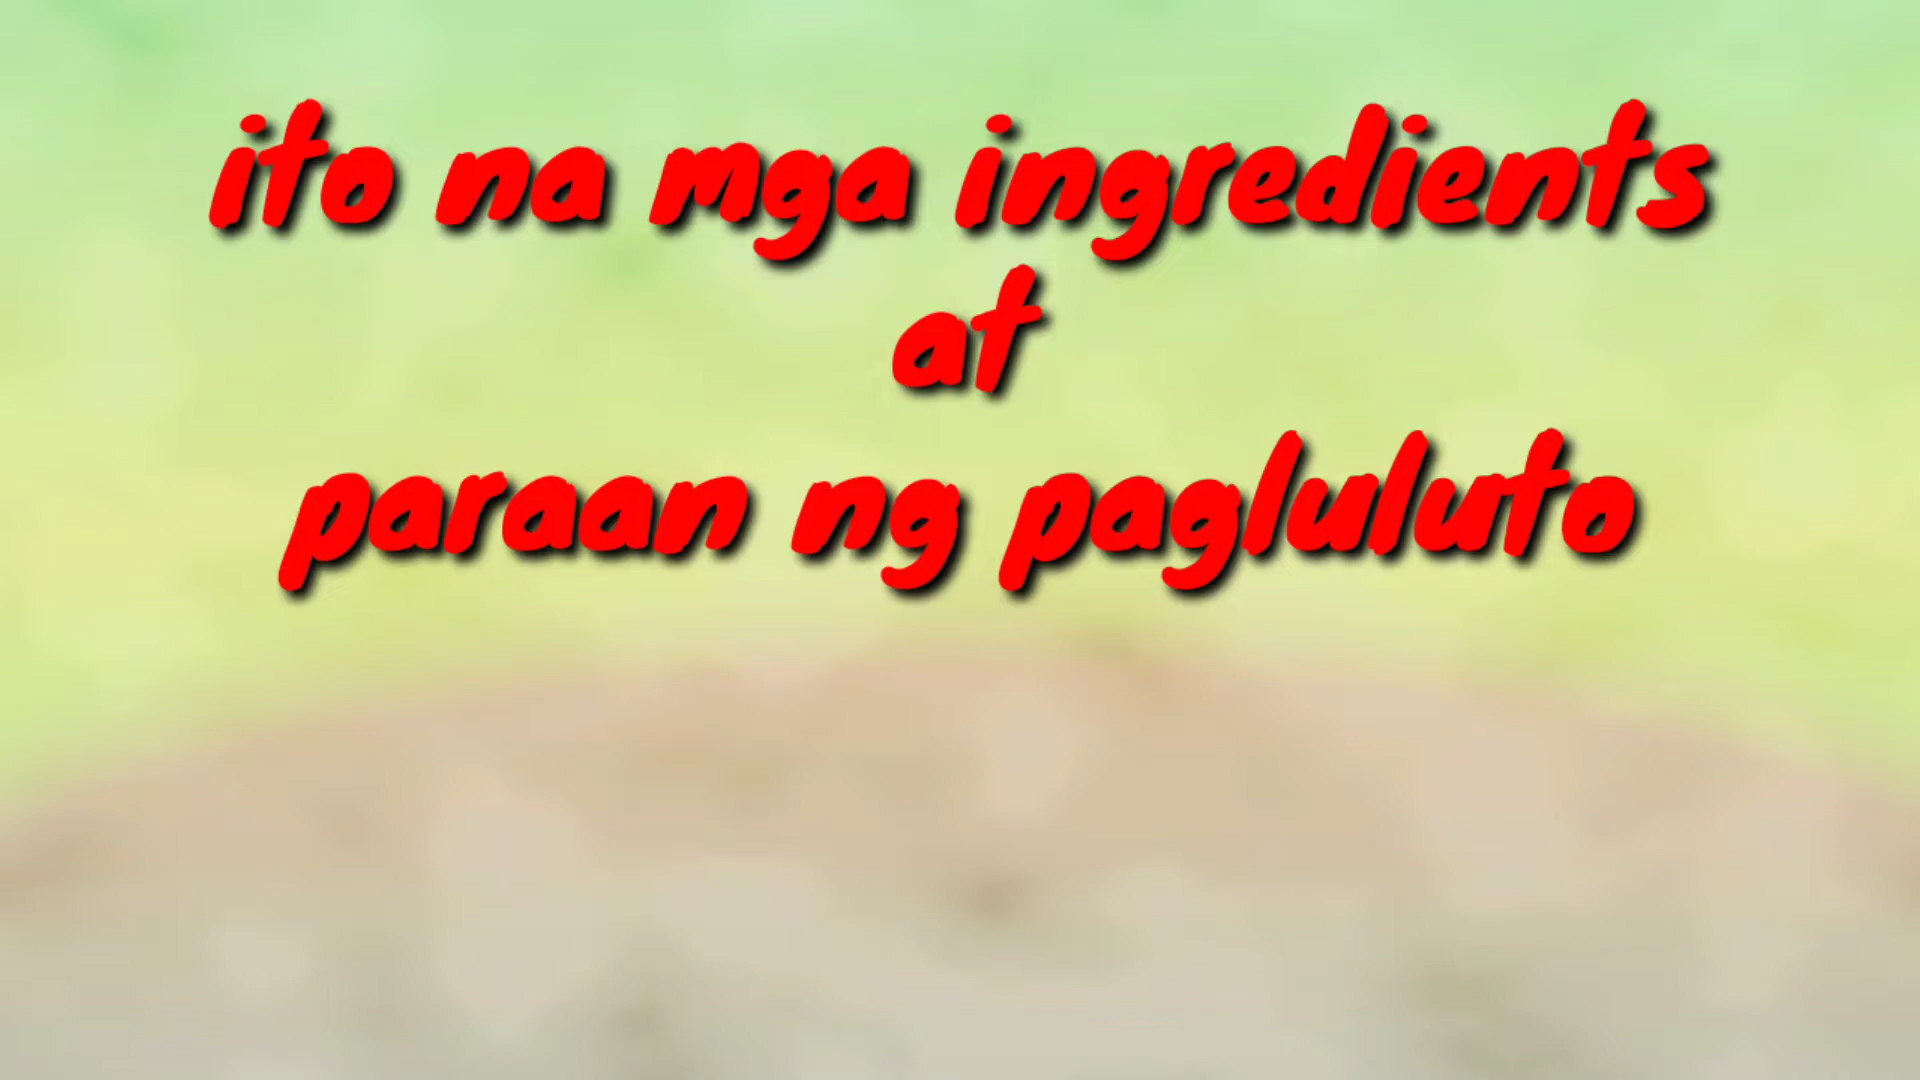 ito na mga ingredients
at
paraan ng pagluluto